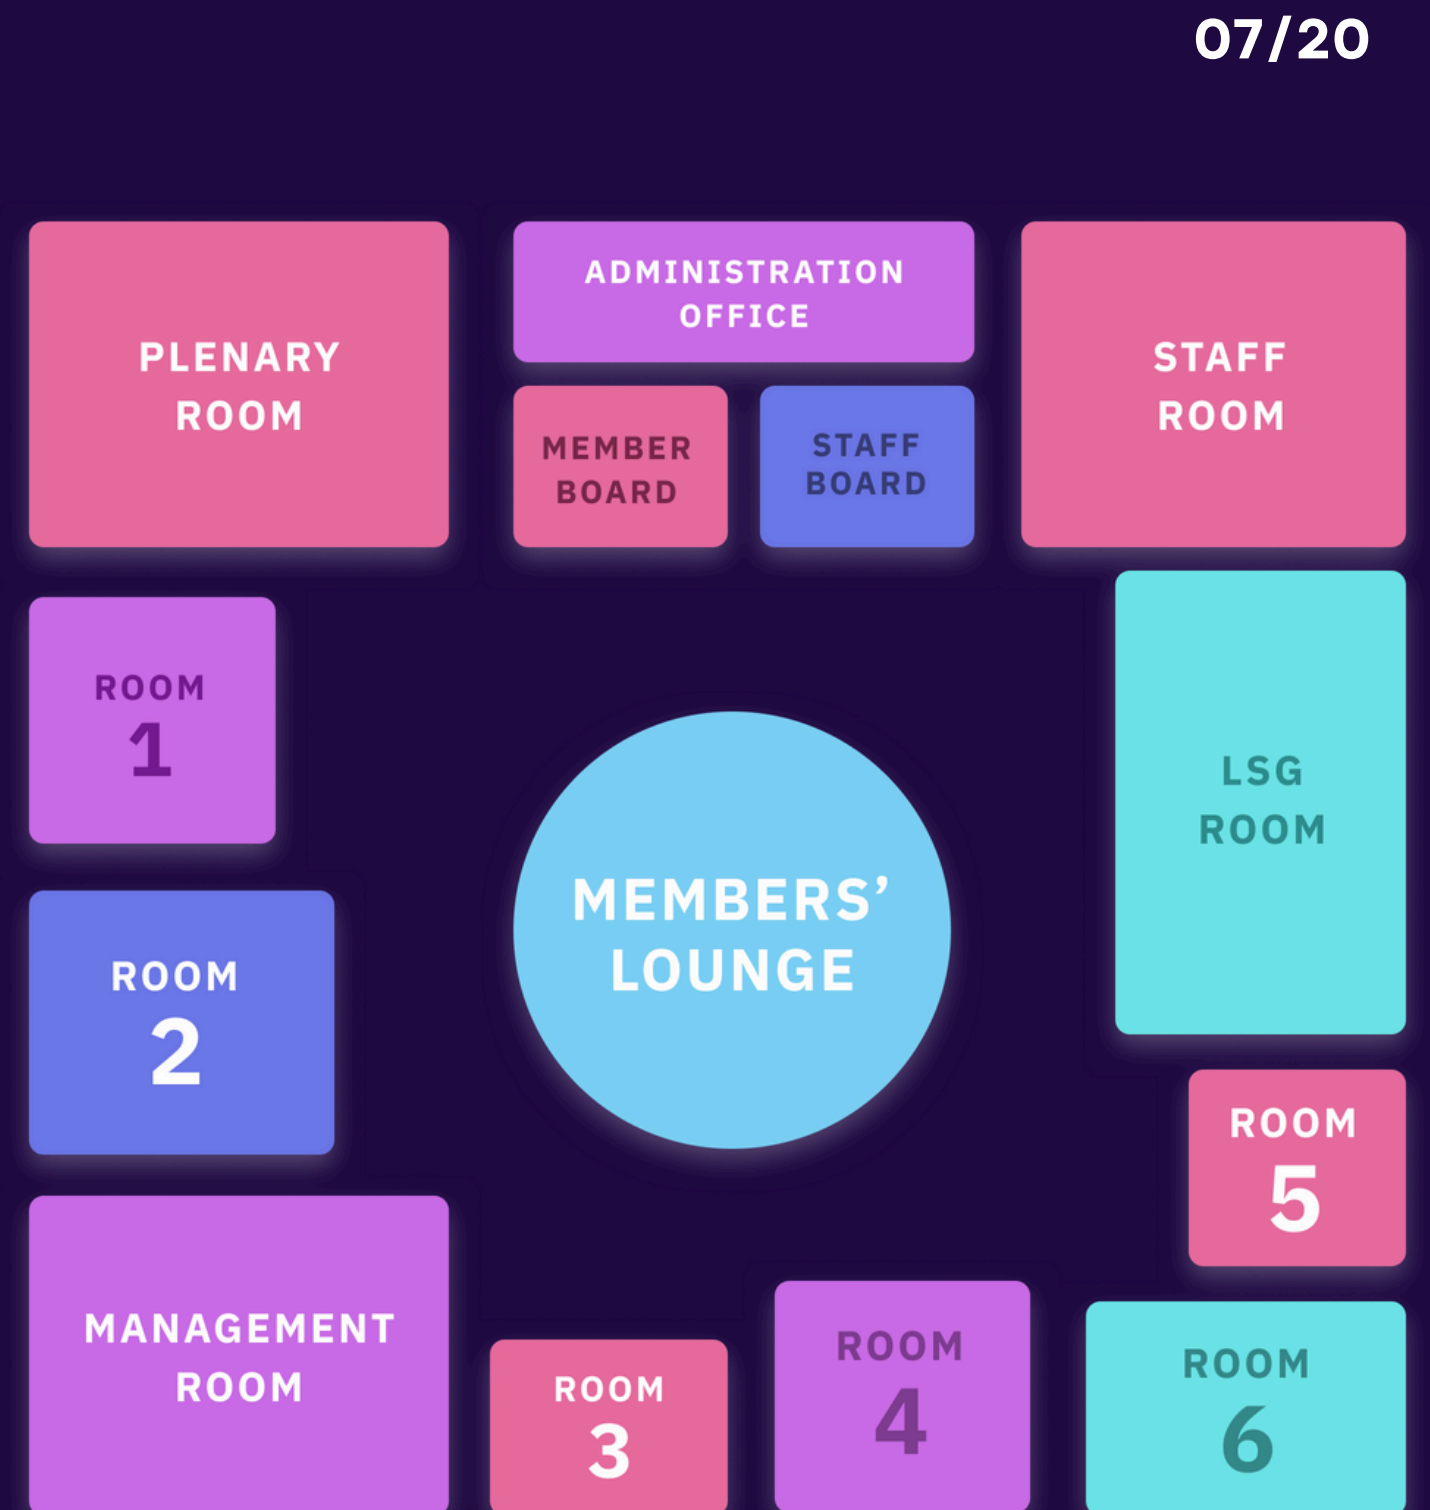 07/20
PLENARY
ROOM
ADMINISTRATION
OFFICE
STAFF
ROOM
MEMBER
BOARD
STAFF
BOARD
ROOM
1
LSG
ROOM
MEMBERS’
LOUNGE
ROOM
2
ROOM
5
MANAGEMENT
ROOM
ROOM
3
ROOM
4
ROOM
6